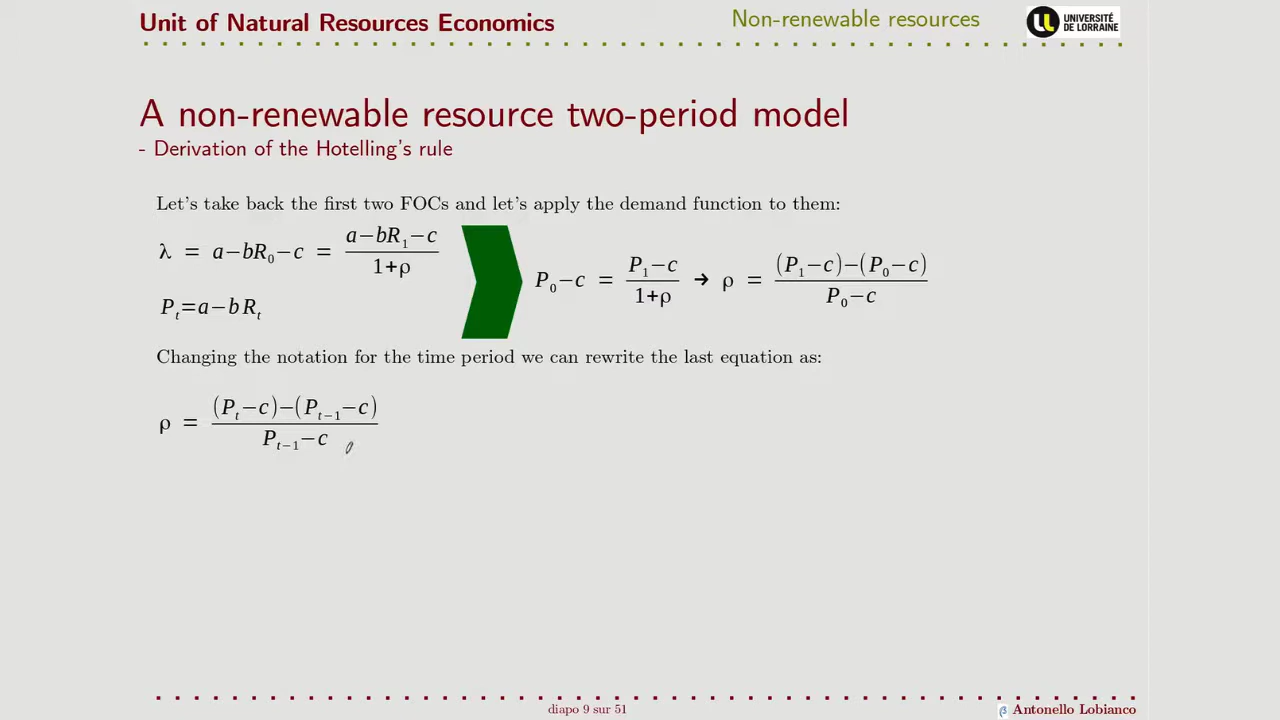 Unit of Natural Resources Economics
Non-renewable resources
UL UNIVERSITÉ
DE LORRAINE
A non-renewable resource two-period model
- Derivation of the Hotelling's rule
Let's take back the first two FOCs and let's apply the demand function to them:
λ = a−bR₀−c = (a−bR₁−c)/(1+ρ)
Pₜ=a−bRₜ
P₀−c = (P₁−c)/(1+ρ) → ρ = ((P₁−c)−(P₀−c))/(P₀−c)
Changing the notation for the time period we can rewrite the last equation as:
ρ = ((Pₜ−c)−(Pₜ₋₁−c))/(Pₜ₋₁−c)
diapo 9 sur 51
β Antonello Lobianco